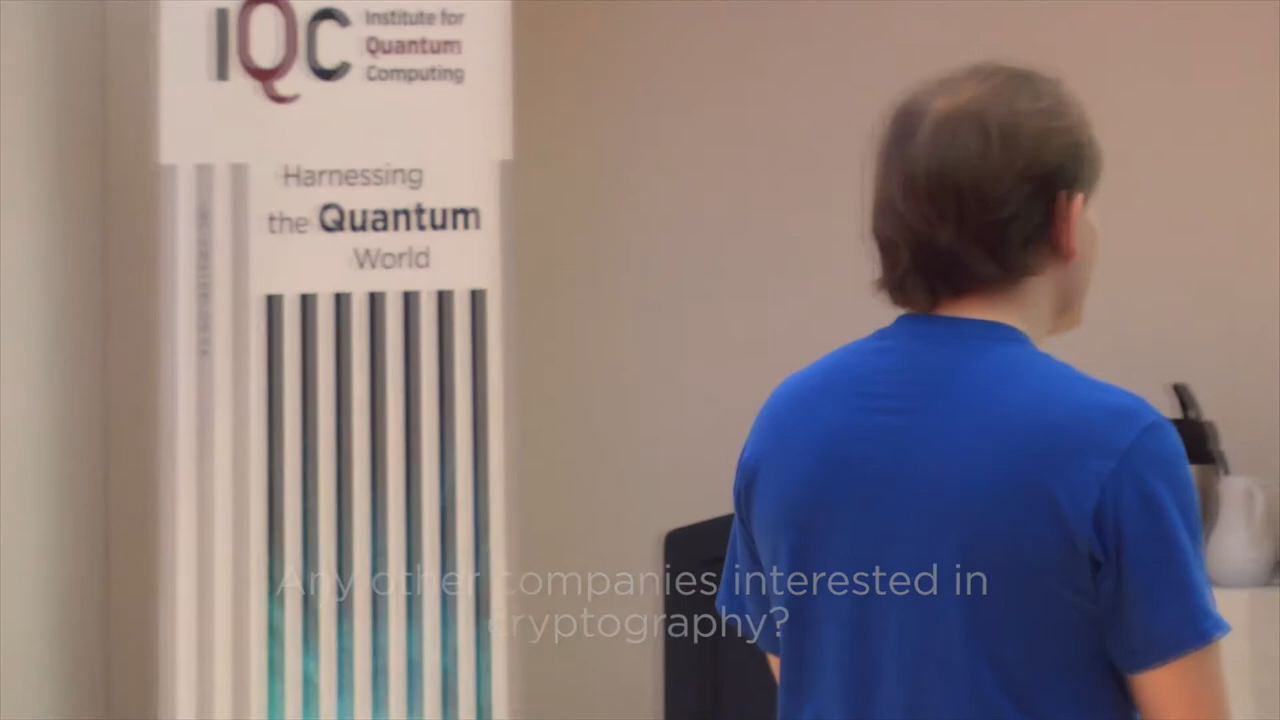 IQC
Institute for
Quantum
Computing
Harnessing
the Quantum
World
Any other companies interested in
cryptography?